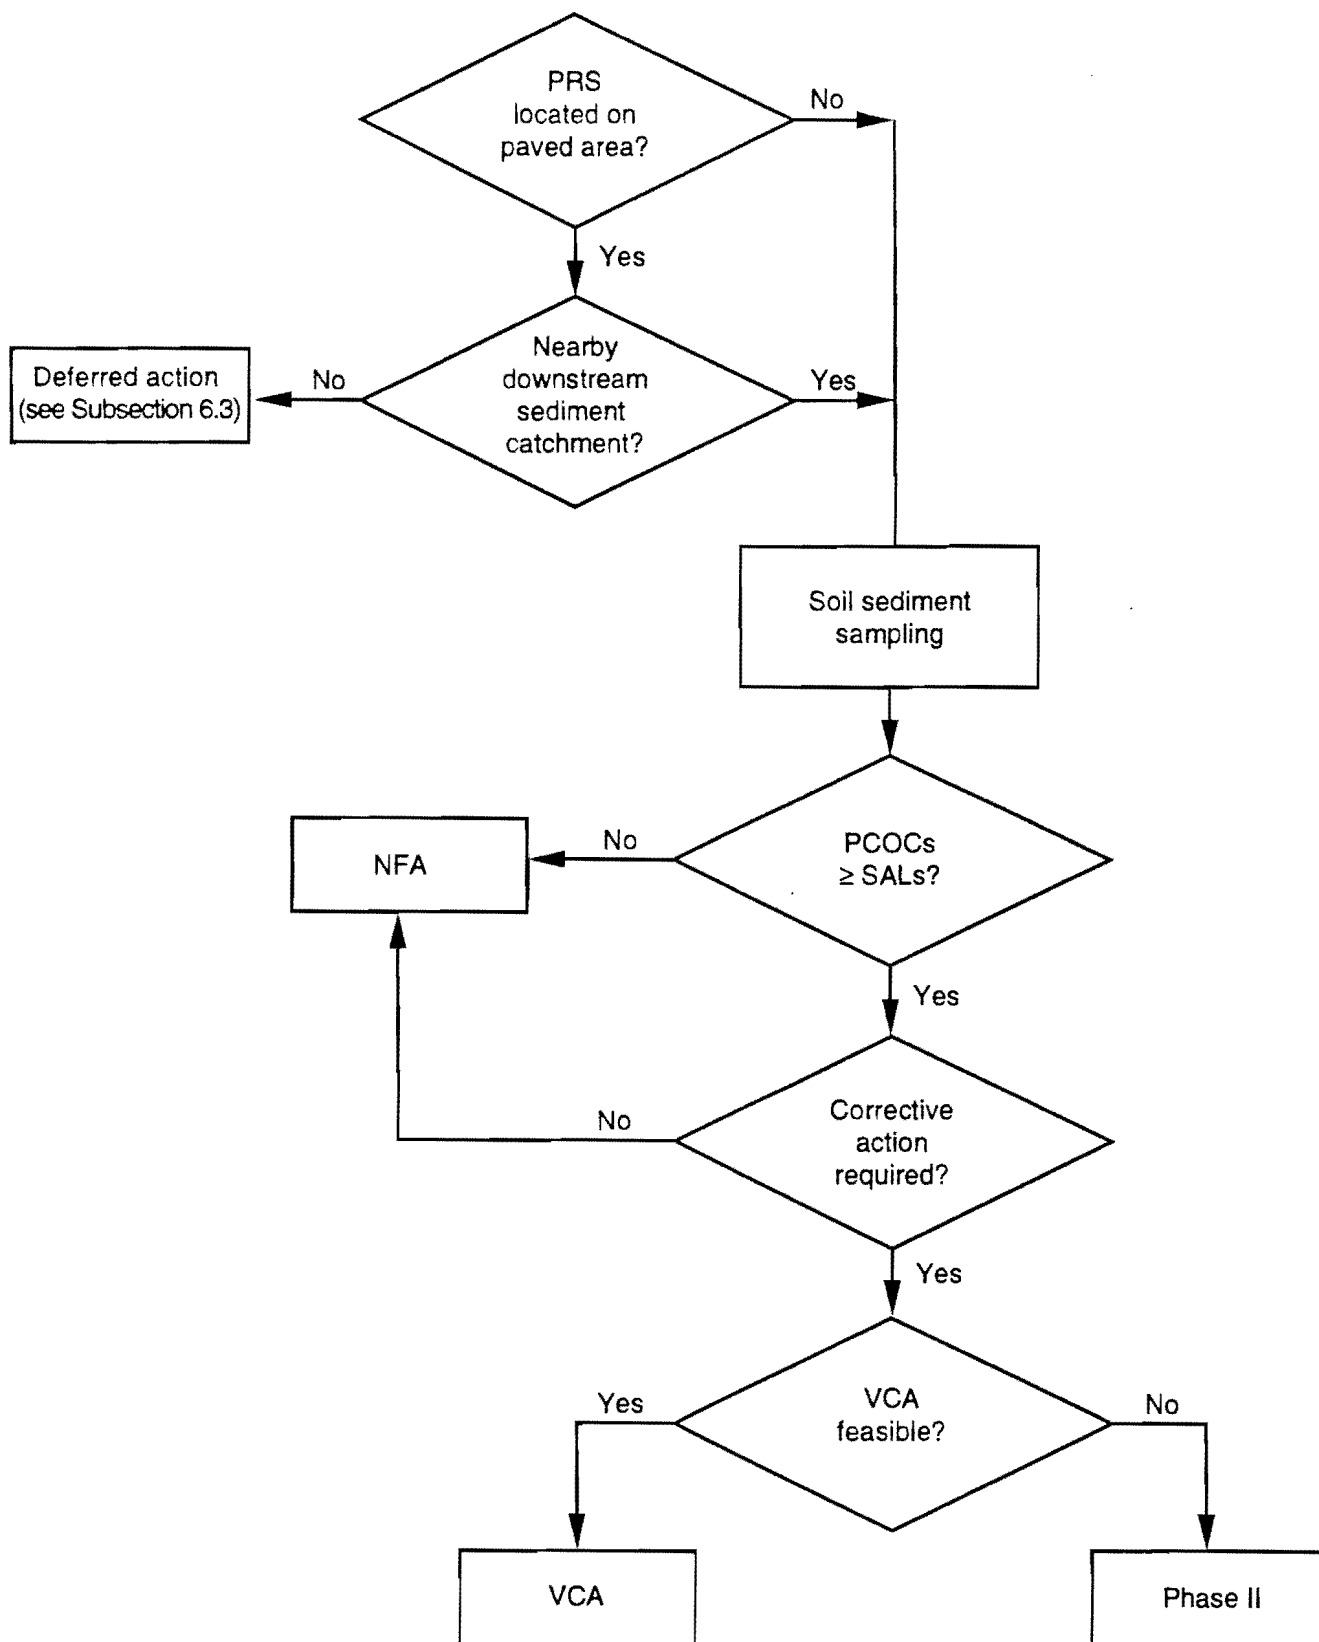 PRS
located on
paved area?
No
Yes
Nearby
downstream
sediment
catchment?
No
Deferred action
(see Subsection 6.3)
Yes
Soil sediment
sampling
PCOCs
≥ SALs?
No
NFA
Yes
Corrective
action
required?
No
Yes
VCA
feasible?
Yes
No
VCA
Phase II